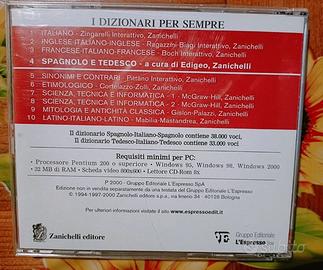 I DIZIONARI PER SEMPRE
1 ITALIANO - Zingarelli Interattivo, Zanichelli
2 INGLESE-ITALIANO-INGLESE - Ragazzini-Biagi Interattivo, Zanichelli
3 FRANCESE-ITALIANO-FRANCESE - Boch Interattivo, Zanichelli
4 SPAGNOLO E TEDESCO - a cura di Edigeo, Zanichelli
5 SINONIMI E CONTRARI - Pittàno Interattivo, Zanichelli
6 ETIMOLOGICO - Cortelazzo-Zolli, Zanichelli
7 SCIENZA, TECNICA E INFORMATICA - 1 - McGraw-Hill, Zanichelli
8 SCIENZA, TECNICA E INFORMATICA - 2 - McGraw-Hill, Zanichelli
9 MITOLOGIA E ANTICHITÀ CLASSICA - Gislon-Palazzi, Zanichelli
10 LATINO-ITALIANO-LATINO - Mabilia-Mastandrea, Zanichelli
Il dizionario Spagnolo-Italiano-Spagnolo contiene 38.000 voci,
il dizionario Tedesco-Italiano-Tedesco contiene 33.000 voci.
Requisiti minimi per PC:
• Processore Pentium 200 o superiore • Windows 95, Windows 98, Windows 2000
• 32 MB di RAM • Scheda video 800x600 • Lettore CD-Rom 8x
P 2000 - Gruppo Editoriale L'Espresso SpA
Edizione non in vendita separatamente da una testata del Gruppo Editoriale L'Espresso
© 1994-1997-2000 Zanichelli editore s.p.a., via Irnerio 34 - 40126 Bologna
Per ulteriori informazioni visitate il sito www.espressoedit.com
Zanichelli editore
Gruppo Editoriale
L'Espresso
Subito.it